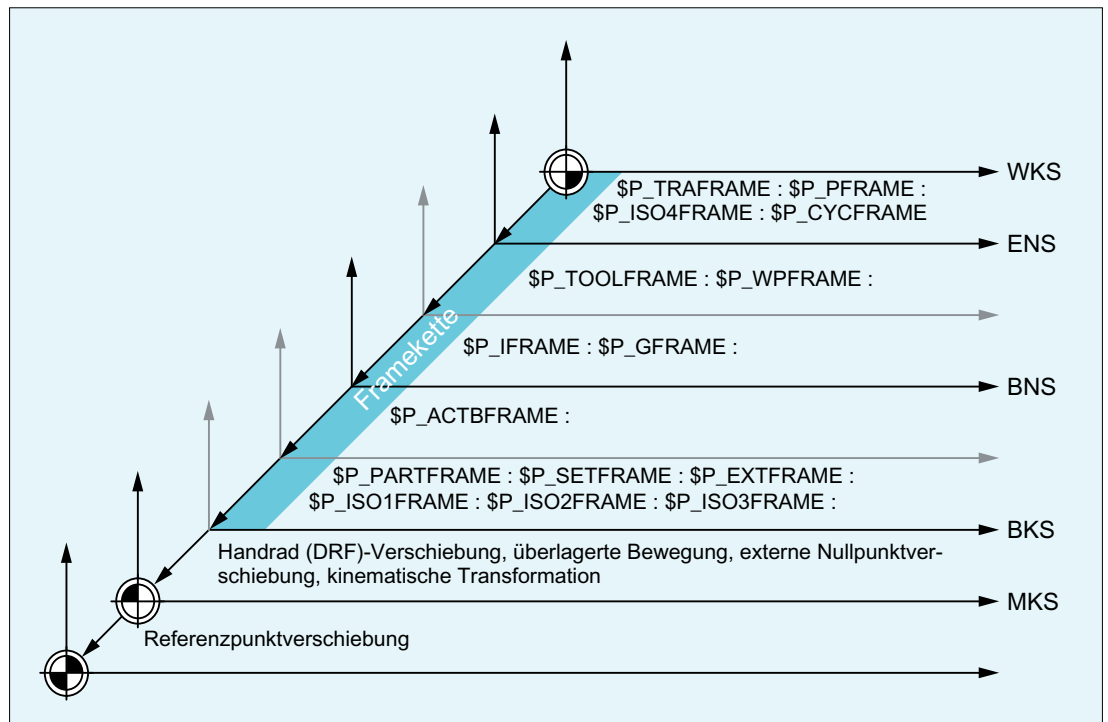 WKS
$P_TRAFRAME : $P_PFRAME :
$P_ISO4FRAME : $P_CYCFRAME
ENS
$P_TOOLFRAME : $P_WPFRAME :
Framekette
$P_IFRAME : $P_GFRAME :
BNS
$P_ACTBFRAME :
$P_PARTFRAME : $P_SETFRAME : $P_EXTFRAME :
$P_ISO1FRAME : $P_ISO2FRAME : $P_ISO3FRAME :
BKS
Handrad (DRF)-Verschiebung, überlagerte Bewegung, externe Nullpunktver-
schiebung, kinematische Transformation
MKS
Referenzpunktverschiebung